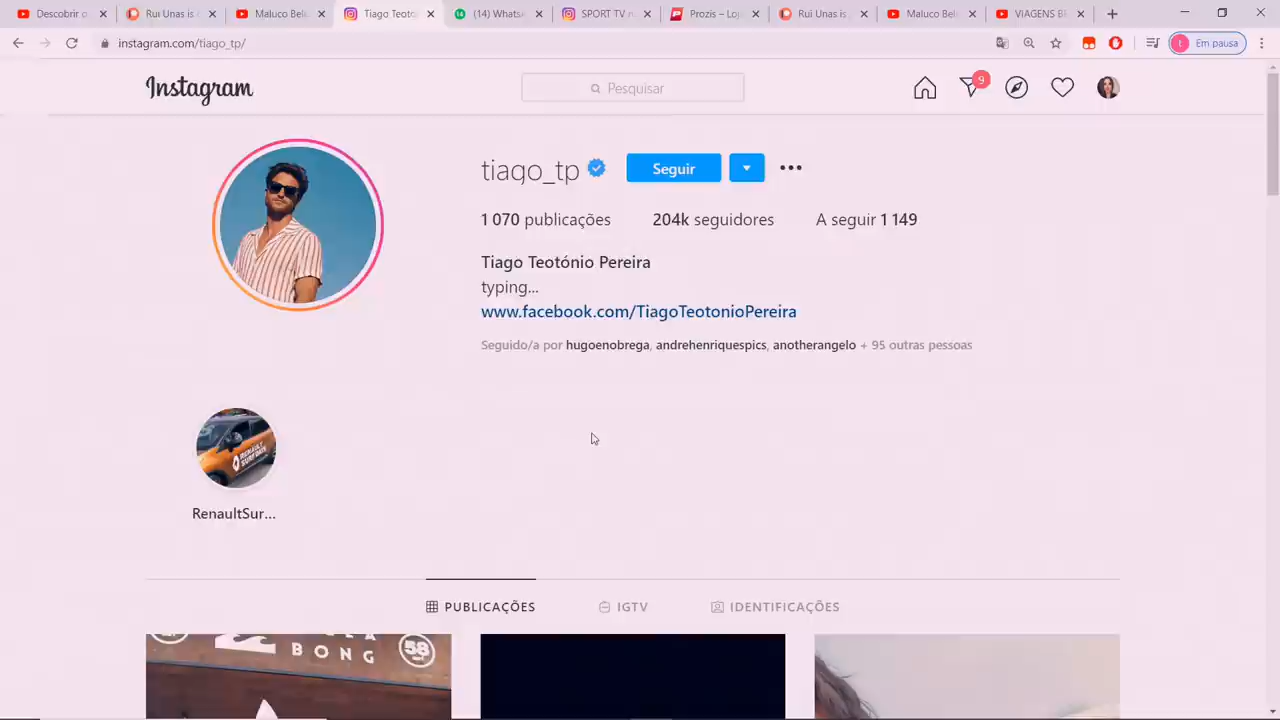 Descobrir o
Rui Unas is c
Maluco Bel
Tiago Teotó
(14) Whats
SPORT TV n
Prozis – Loj
Rui Unas is
Maluco Be
VIAGENS B
instagram.com/tiago_tp/
t Em pausa
Instagram
Pesquisar
9
tiago_tp
Seguir
1 070 publicações 204k seguidores A seguir 1 149
Tiago Teotónio Pereira
typing...
www.facebook.com/TiagoTeotonioPereira
Seguido/a por hugoenobrega, andrehenriquespics, anotherangelo + 95 outras pessoas
RENAULT
RenaultSur...
PUBLICAÇÕES IGTV IDENTIFICAÇÕES
BONG
58